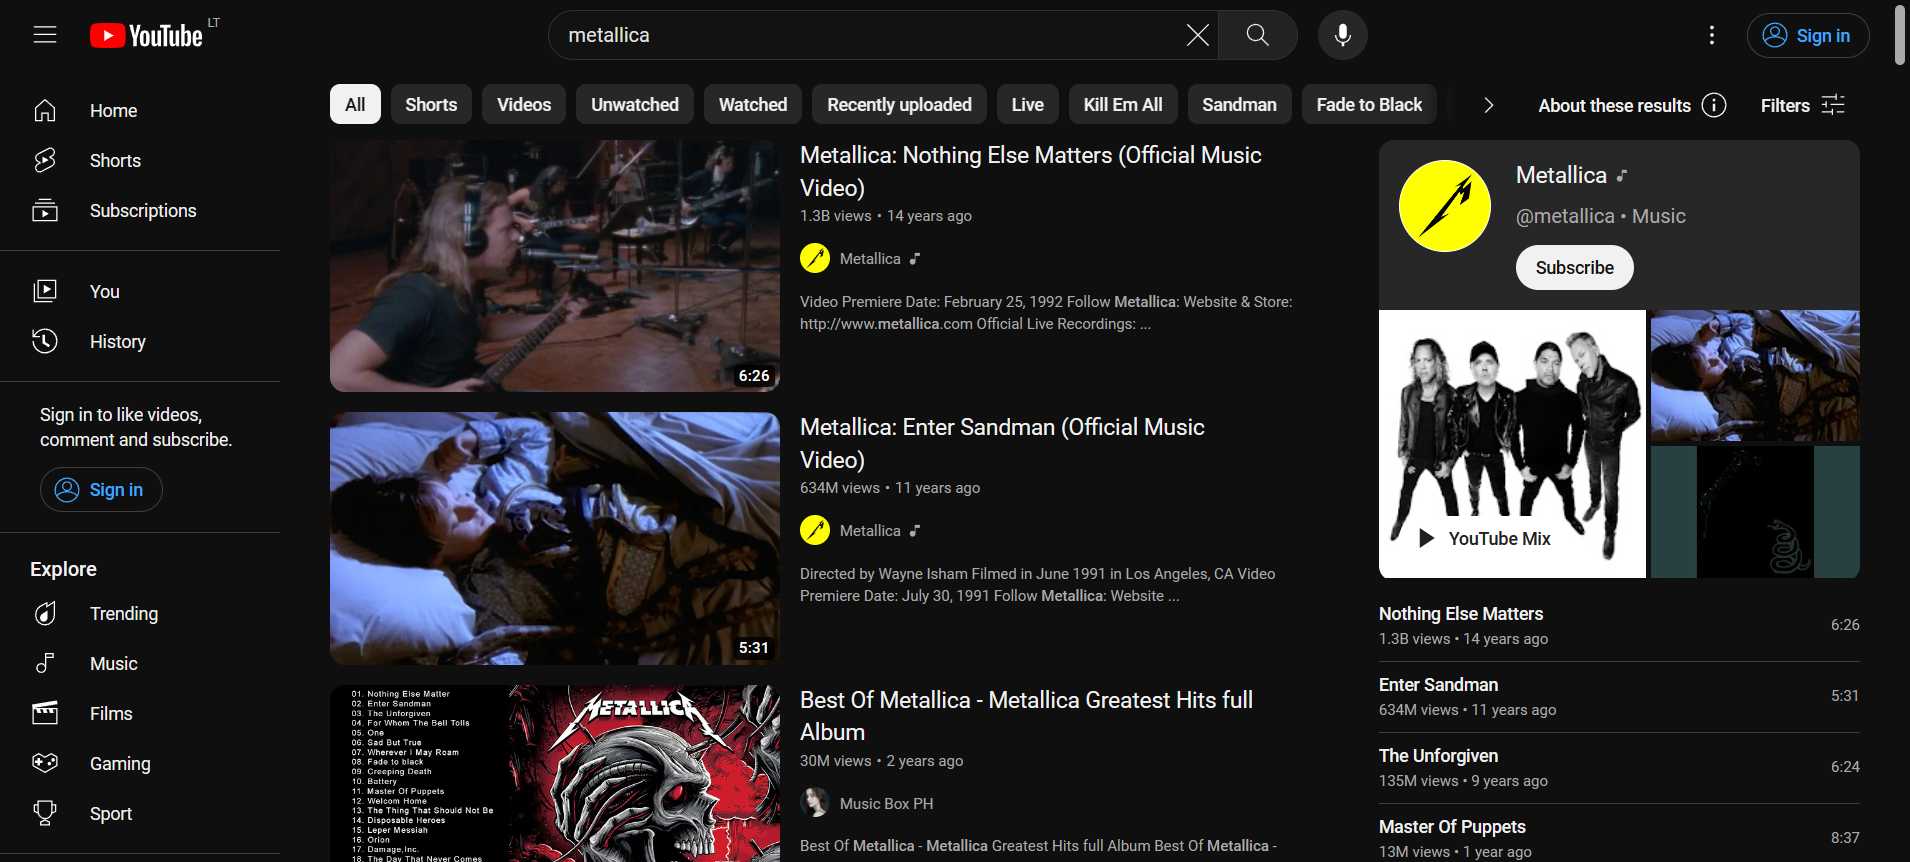 YouTube LT
metallica
Sign in
Home
Shorts
Subscriptions
You
History
Sign in to like videos,
comment and subscribe.
Sign in
Explore
Trending
Music
Films
Gaming
Sport
All
Shorts
Videos
Unwatched
Watched
Recently uploaded
Live
Kill Em All
Sandman
Fade to Black
About these results
Filters
6:26
Metallica: Nothing Else Matters (Official Music
Video)
1.3B views • 14 years ago
Metallica
Video Premiere Date: February 25, 1992 Follow Metallica: Website & Store:
http://www.metallica.com Official Live Recordings: ...
5:31
Metallica: Enter Sandman (Official Music
Video)
634M views • 11 years ago
Metallica
Directed by Wayne Isham Filmed in June 1991 in Los Angeles, CA Video
Premiere Date: July 30, 1991 Follow Metallica: Website ...
01. Nothing Else Matter
02. Enter Sandman
03. The Unforgiven
04. For Whom The Bell Tolls
05. One
06. Sad But True
07. Wherever I May Roam
08. Fade to black
09 Creeping Death
10. Battery
11. Master Of Puppets
12. Welcom Home
13. The Thing That Should Not Be
14. Disposable Heroes
15. Leper Messiah
16. Orion
17. Damage,Inc.
18. The Day That Never Comes
METALLICA
Best Of Metallica - Metallica Greatest Hits full
Album
30M views • 2 years ago
Music Box PH
Best Of Metallica - Metallica Greatest Hits full Album Best Of Metallica -
Metallica
@metallica • Music
Subscribe
YouTube Mix
Nothing Else Matters
1.3B views • 14 years ago
6:26
Enter Sandman
634M views • 11 years ago
5:31
The Unforgiven
135M views • 9 years ago
6:24
Master Of Puppets
13M views • 1 year ago
8:37